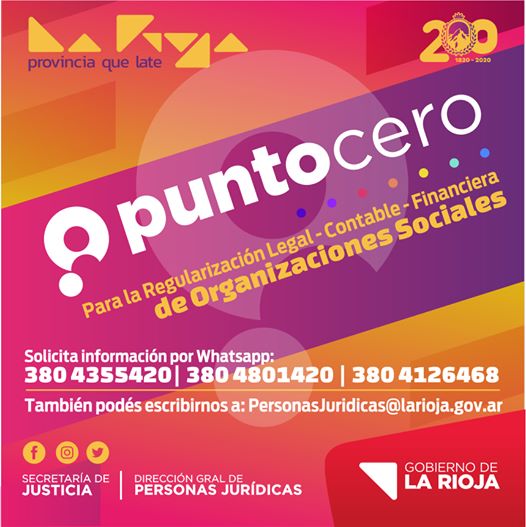 La Rioja
provincia que late
200
1820 - 2020
puntocero
Para la Regularización Legal - Contable - Financiera
de Organizaciones Sociales
Solicita información por Whatsapp:
380 4355420| 380 4801420 | 380 4126468
También podés escribirnos a: PersonasJuridicas@larioja.gov.ar
SECRETARÍA DE
JUSTICIA
DIRECCIÓN GRAL DE
PERSONAS JURÍDICAS
GOBIERNO DE
LA RIOJA